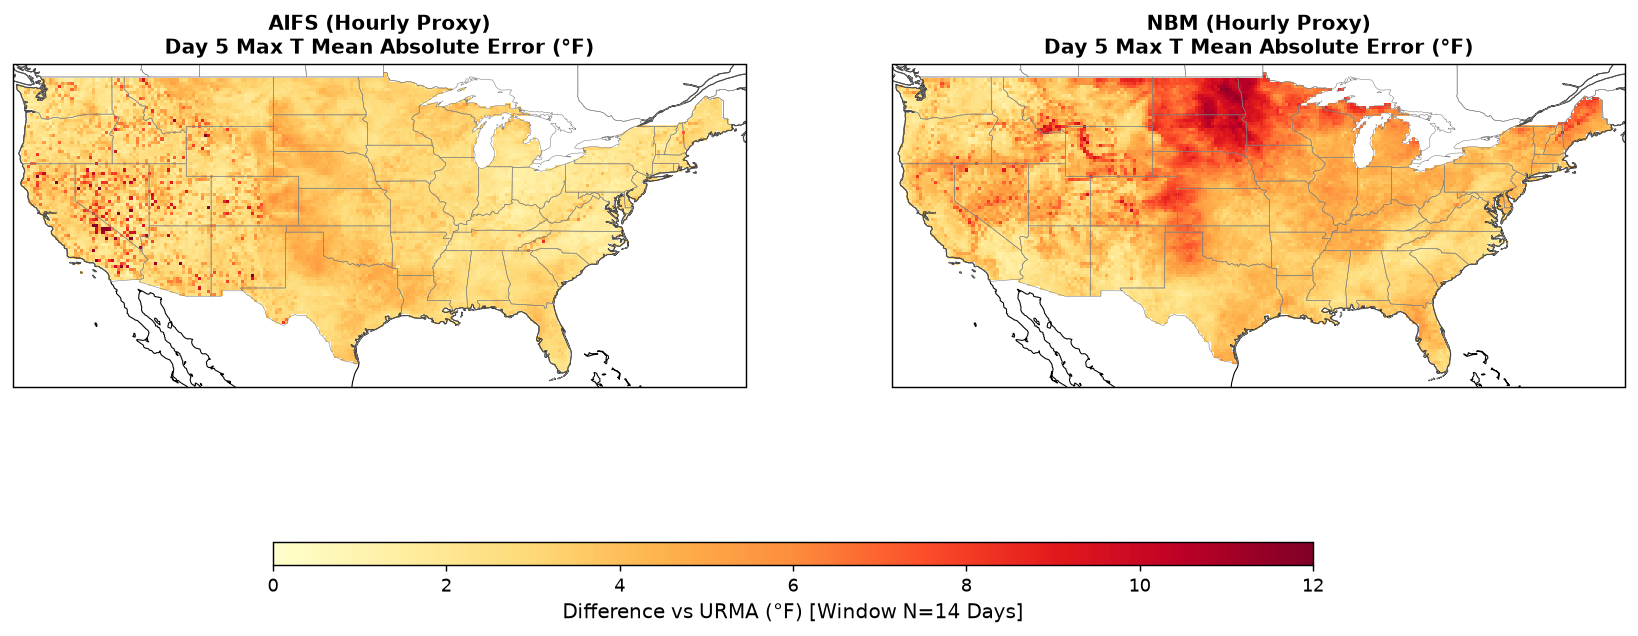 AIFS (Hourly Proxy)
Day 5 Max T Mean Absolute Error (°F)
NBM (Hourly Proxy)
Day 5 Max T Mean Absolute Error (°F)
0 2 4 6 8 10 12
Difference vs URMA (°F) [Window N=14 Days]